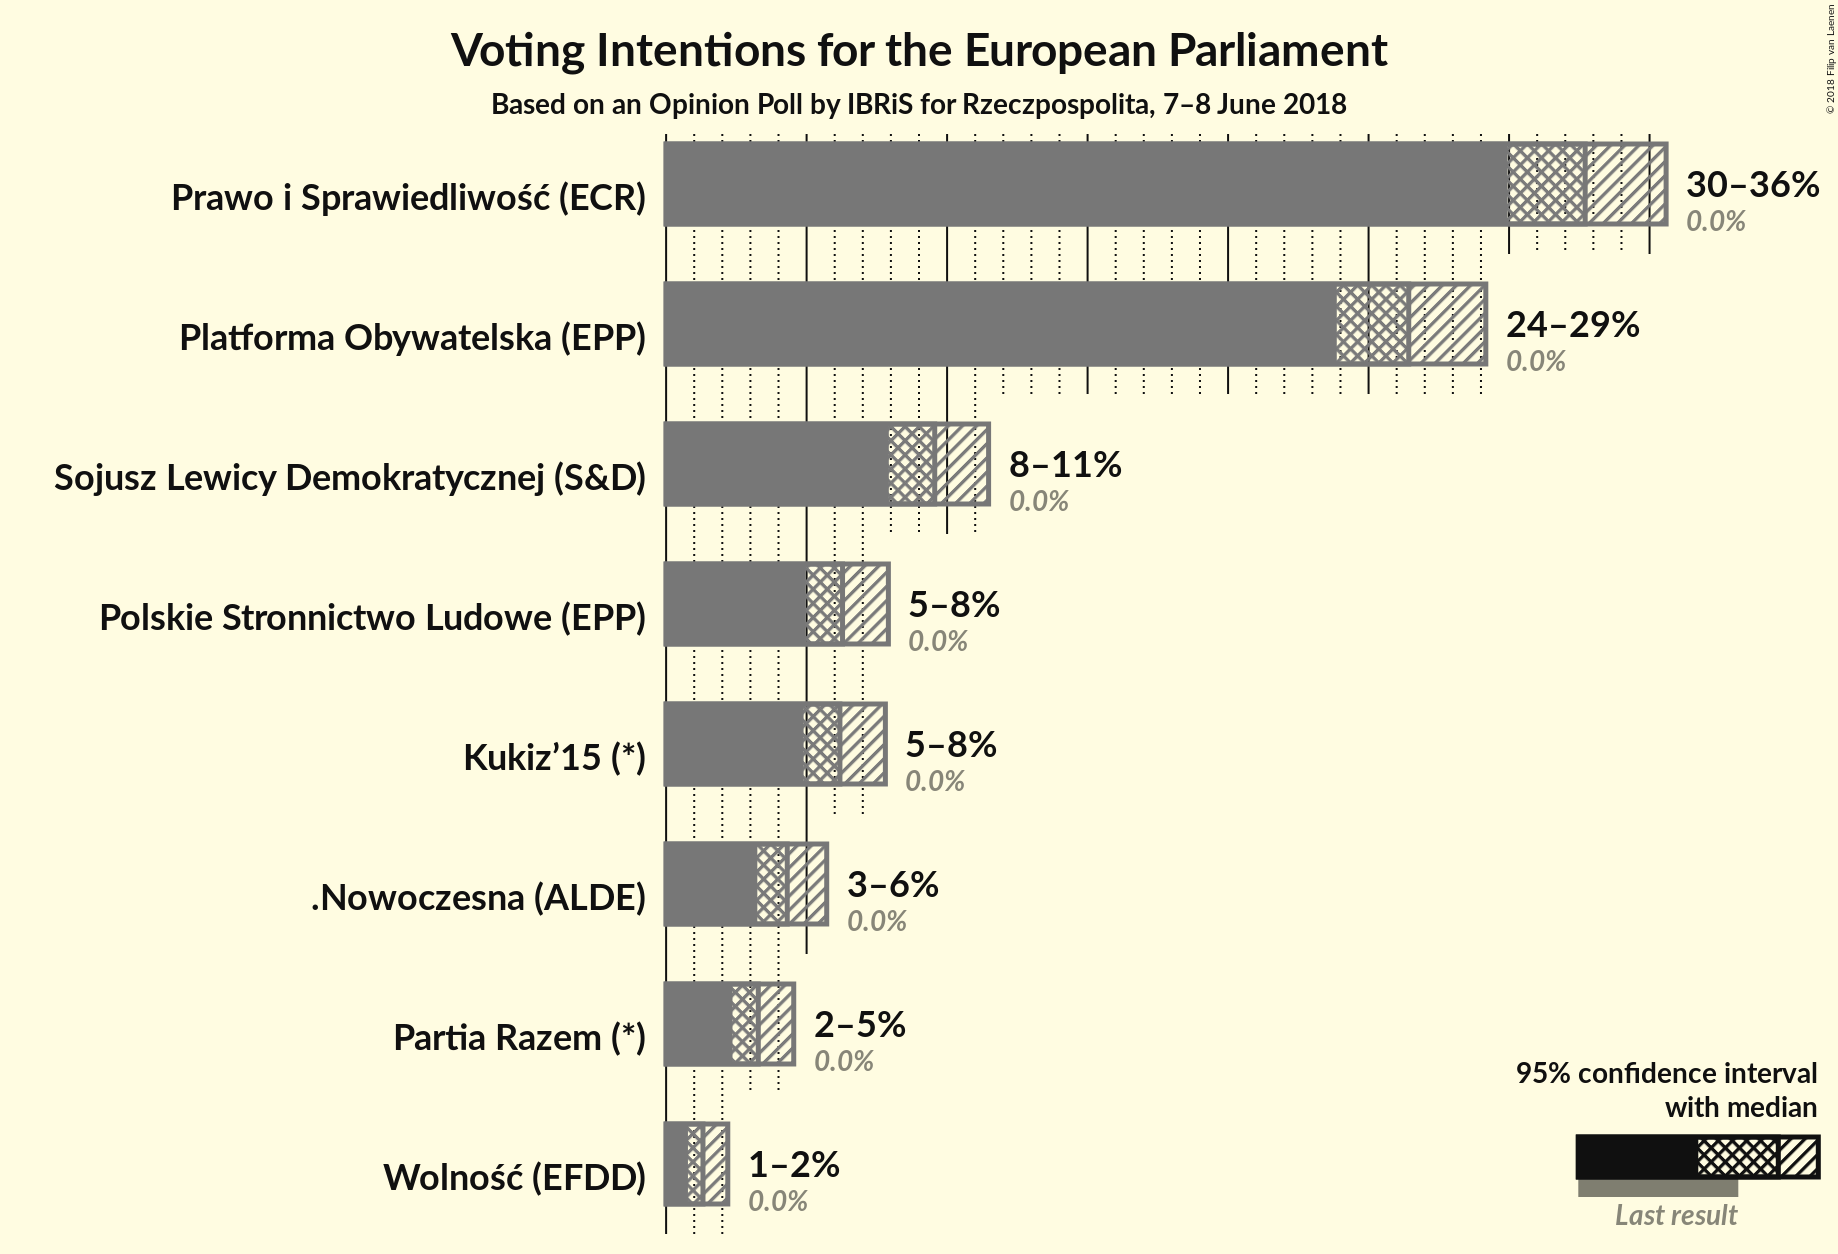 Voting Intentions for the European Parliament
Based on an Opinion Poll by IBRiS for Rzeczpospolita, 7–8 June 2018
© 2018 Filip van Laenen
Prawo i Sprawiedliwość (ECR)
30–36%
0.0%
Platforma Obywatelska (EPP)
24–29%
0.0%
Sojusz Lewicy Demokratycznej (S&D)
8–11%
0.0%
Polskie Stronnictwo Ludowe (EPP)
5–8%
0.0%
Kukiz’15 (*)
5–8%
0.0%
.Nowoczesna (ALDE)
3–6%
0.0%
Partia Razem (*)
2–5%
0.0%
Wolność (EFDD)
1–2%
0.0%
95% confidence interval
with median
Last result